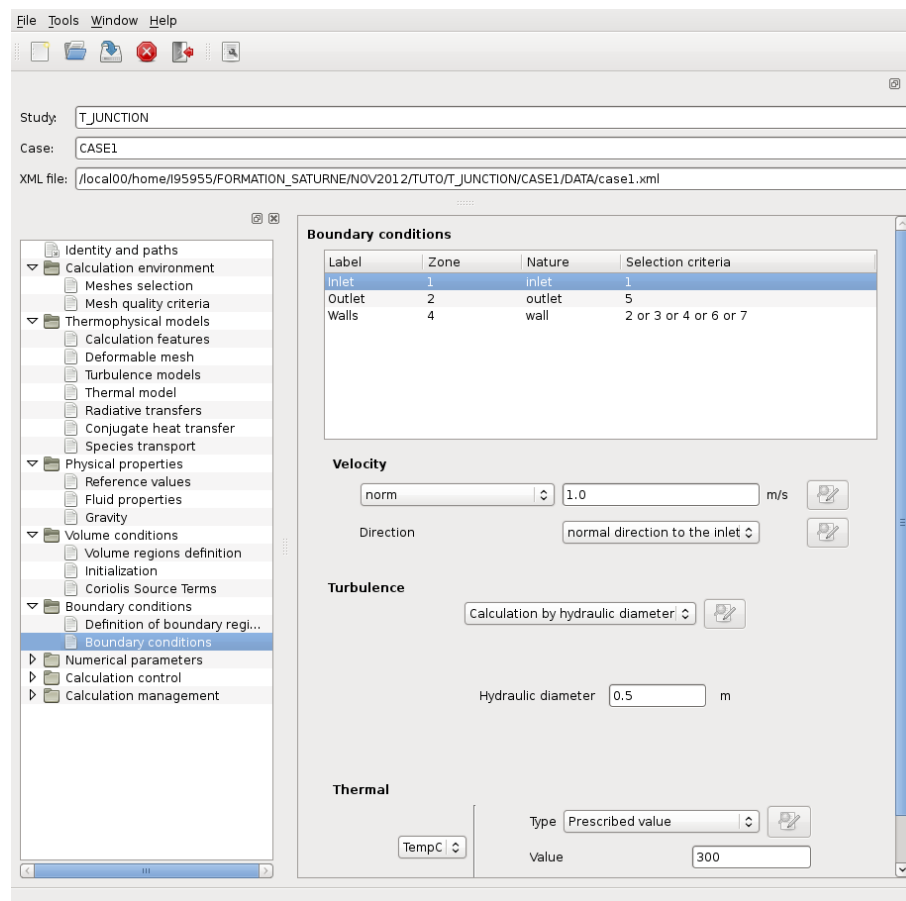 File Tools Window Help
Study: T_JUNCTION
Case: CASE1
XML file: /local00/home/I95955/FORMATION_SATURNE/NOV2012/TUTO/T_JUNCTION/CASE1/DATA/case1.xml
Identity and paths
Calculation environment
Meshes selection
Mesh quality criteria
Thermophysical models
Calculation features
Deformable mesh
Turbulence models
Thermal model
Radiative transfers
Conjugate heat transfer
Species transport
Physical properties
Reference values
Fluid properties
Gravity
Volume conditions
Volume regions definition
Initialization
Coriolis Source Terms
Boundary conditions
Definition of boundary regi...
Boundary conditions
Numerical parameters
Calculation control
Calculation management
Boundary conditions
Label Zone Nature Selection criteria
Inlet 1 inlet 1
Outlet 2 outlet 5
Walls 4 wall 2 or 3 or 4 or 6 or 7
Velocity
norm 1.0 m/s
Direction normal direction to the inlet
Turbulence
Calculation by hydraulic diameter
Hydraulic diameter 0.5 m
Thermal
Type Prescribed value
TempC
Value 300